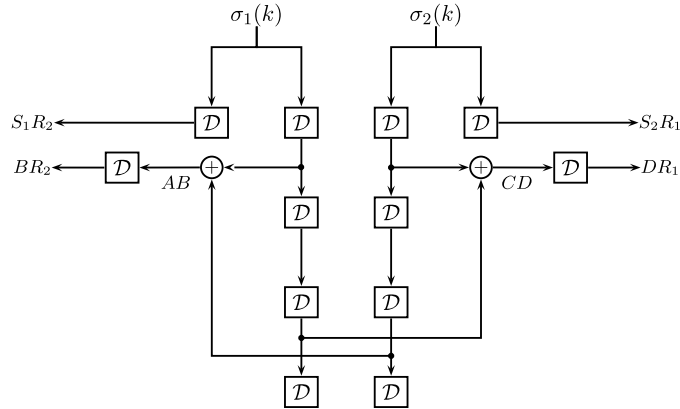 σ₁(k) σ₂(k)
S₁R₂ 𝒟 𝒟 𝒟 𝒟 S₂R₁
BR₂ 𝒟 + + 𝒟 DR₁
AB CD
𝒟 𝒟
𝒟 𝒟
𝒟 𝒟